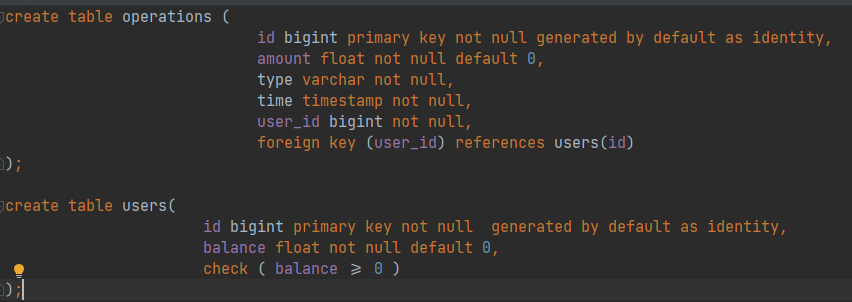 create table operations (
id bigint primary key not null generated by default as identity,
amount float not null default 0,
type varchar not null,
time timestamp not null,
user_id bigint not null,
foreign key (user_id) references users(id)
);
create table users(
id bigint primary key not null  generated by default as identity,
balance float not null default 0,
check ( balance ⩾ 0 )
);